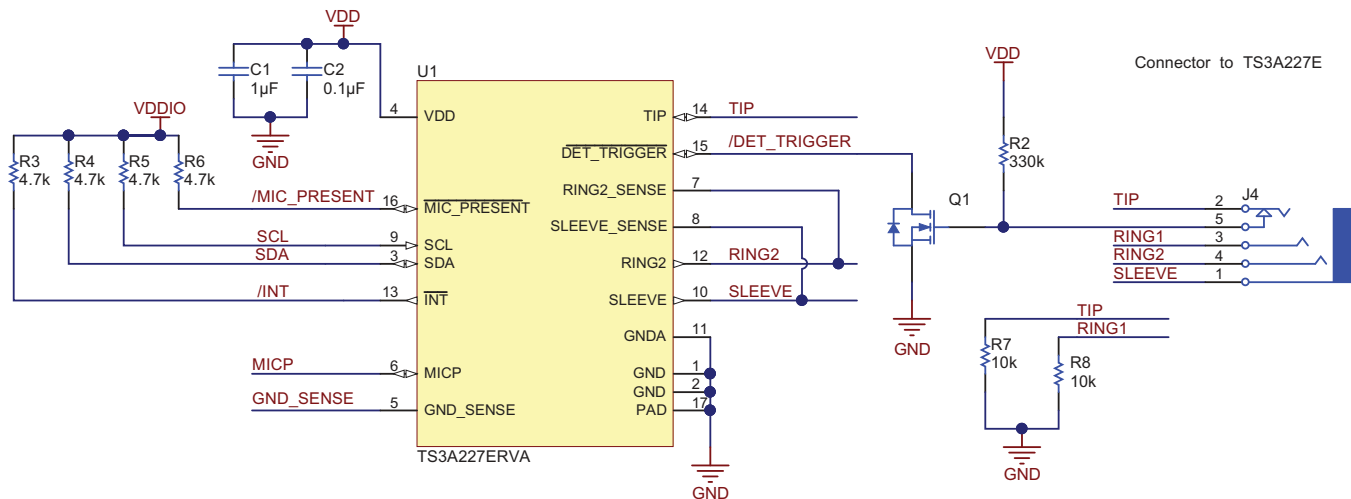 VDD
C1
1µF
C2
0.1µF
GND
VDDIO
R3
4.7k
R4
4.7k
R5
4.7k
R6
4.7k
/MIC_PRESENT
SCL
SDA
/INT
MICP
GND_SENSE
4
16
9
3
13
6
5
U1
VDD
MIC_PRESENT
SCL
SDA
INT
MICP
GND_SENSE
TIP
DET_TRIGGER
RING2_SENSE
SLEEVE_SENSE
RING2
SLEEVE
GNDA
GND
GND
PAD
TS3A227ERVA
14
15
7
8
12
10
11
1
2
17
TIP
/DET_TRIGGER
RING2
SLEEVE
GND
Q1
GND
VDD
R2
330k
Connector to TS3A227E
J4
TIP 2
5
RING1 3
RING2 4
SLEEVE 1
TIP
RING1
R7
10k
R8
10k
GND